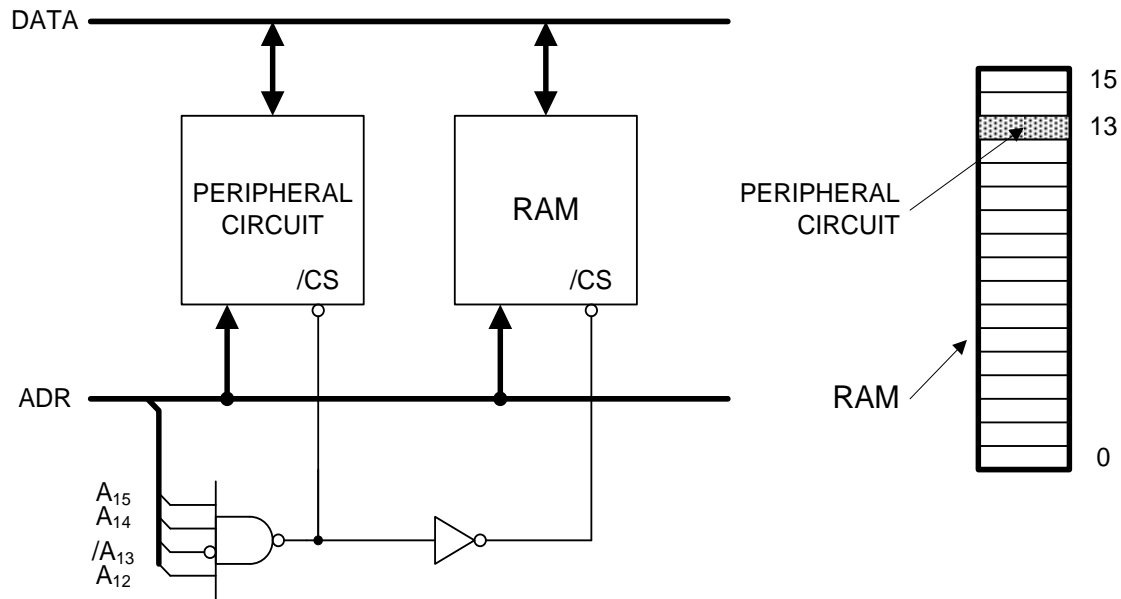 DATA
PERIPHERAL
CIRCUIT
/CS
RAM
/CS
ADR
A₁₅
A₁₄
/A₁₃
A₁₂
15
13
PERIPHERAL
CIRCUIT
RAM
0